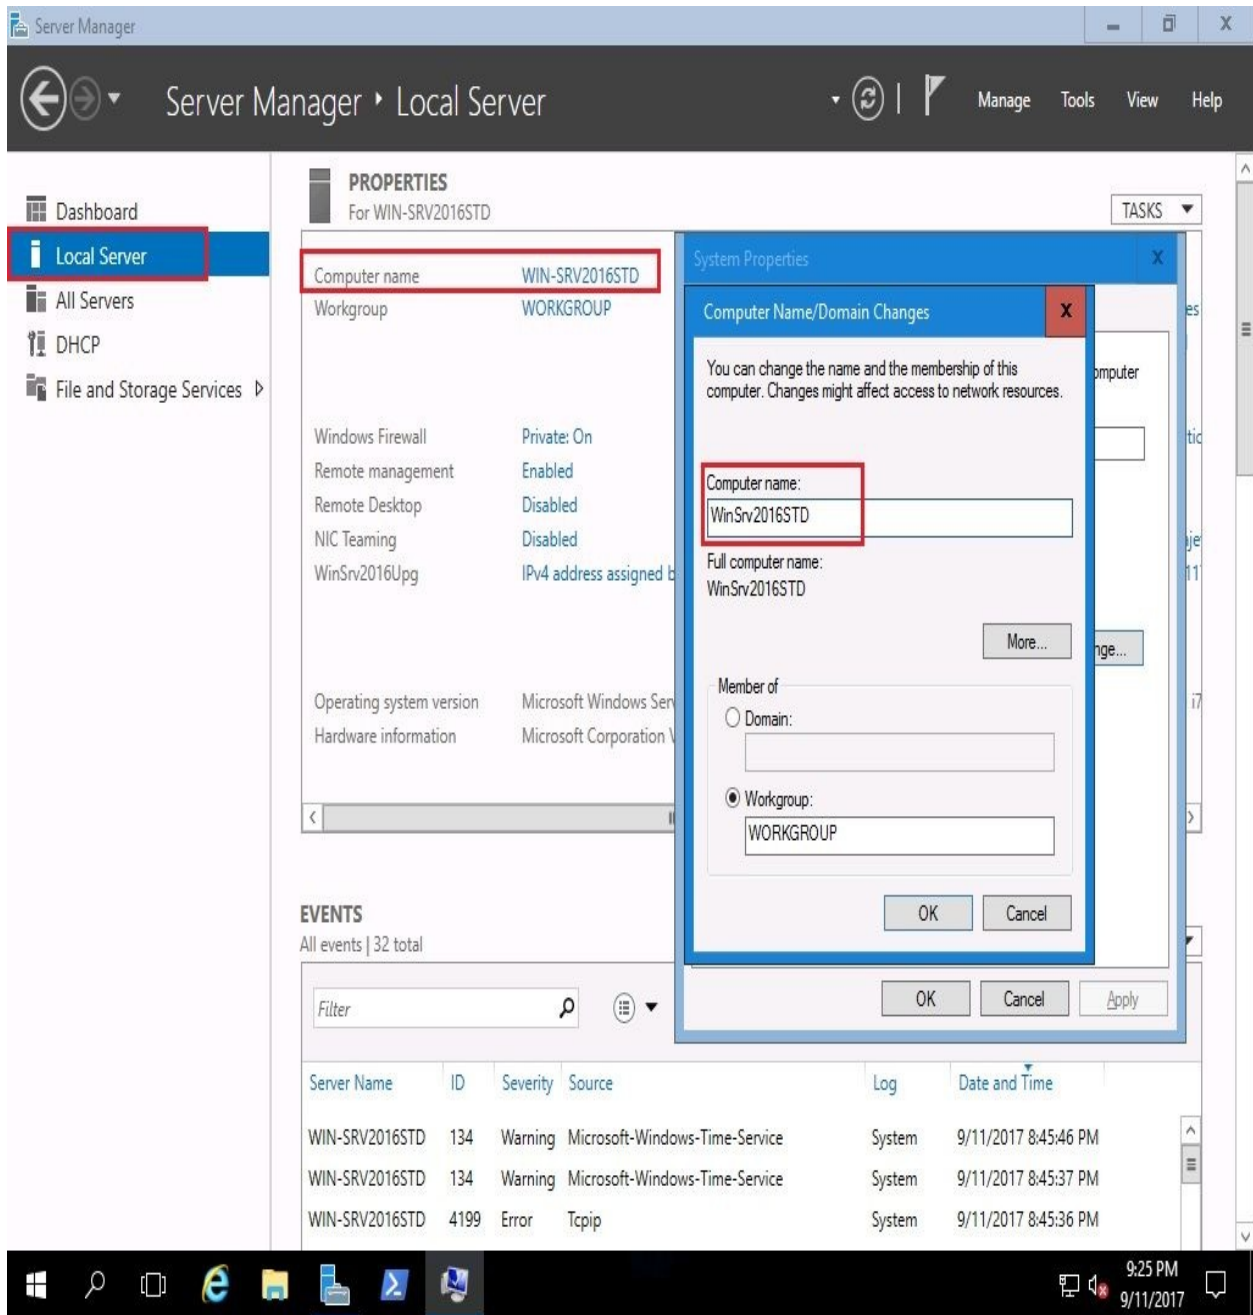 Server Manager
Server Manager • Local Server
Manage Tools View Help
Dashboard
Local Server
All Servers
DHCP
File and Storage Services
PROPERTIES
For WIN-SRV2016STD
TASKS
Computer name WIN-SRV2016STD
Workgroup WORKGROUP
Windows Firewall Private: On
Remote management Enabled
Remote Desktop Disabled
NIC Teaming Disabled
WinSrv2016Upg IPv4 address assigned b
Operating system version Microsoft Windows Ser
Hardware information Microsoft Corporation
System Properties
Computer Name/Domain Changes
You can change the name and the membership of this
computer. Changes might affect access to network resources.
Computer name:
WinSrv2016STD
Full computer name:
WinSrv2016STD
More...
Member of
Domain:
Workgroup:
WORKGROUP
OK Cancel
OK Cancel Apply
EVENTS
All events | 32 total
Filter
Server Name ID Severity Source Log Date and Time
WIN-SRV2016STD 134 Warning Microsoft-Windows-Time-Service System 9/11/2017 8:45:46 PM
WIN-SRV2016STD 134 Warning Microsoft-Windows-Time-Service System 9/11/2017 8:45:37 PM
WIN-SRV2016STD 4199 Error Tcpip System 9/11/2017 8:45:36 PM
9:25 PM
9/11/2017